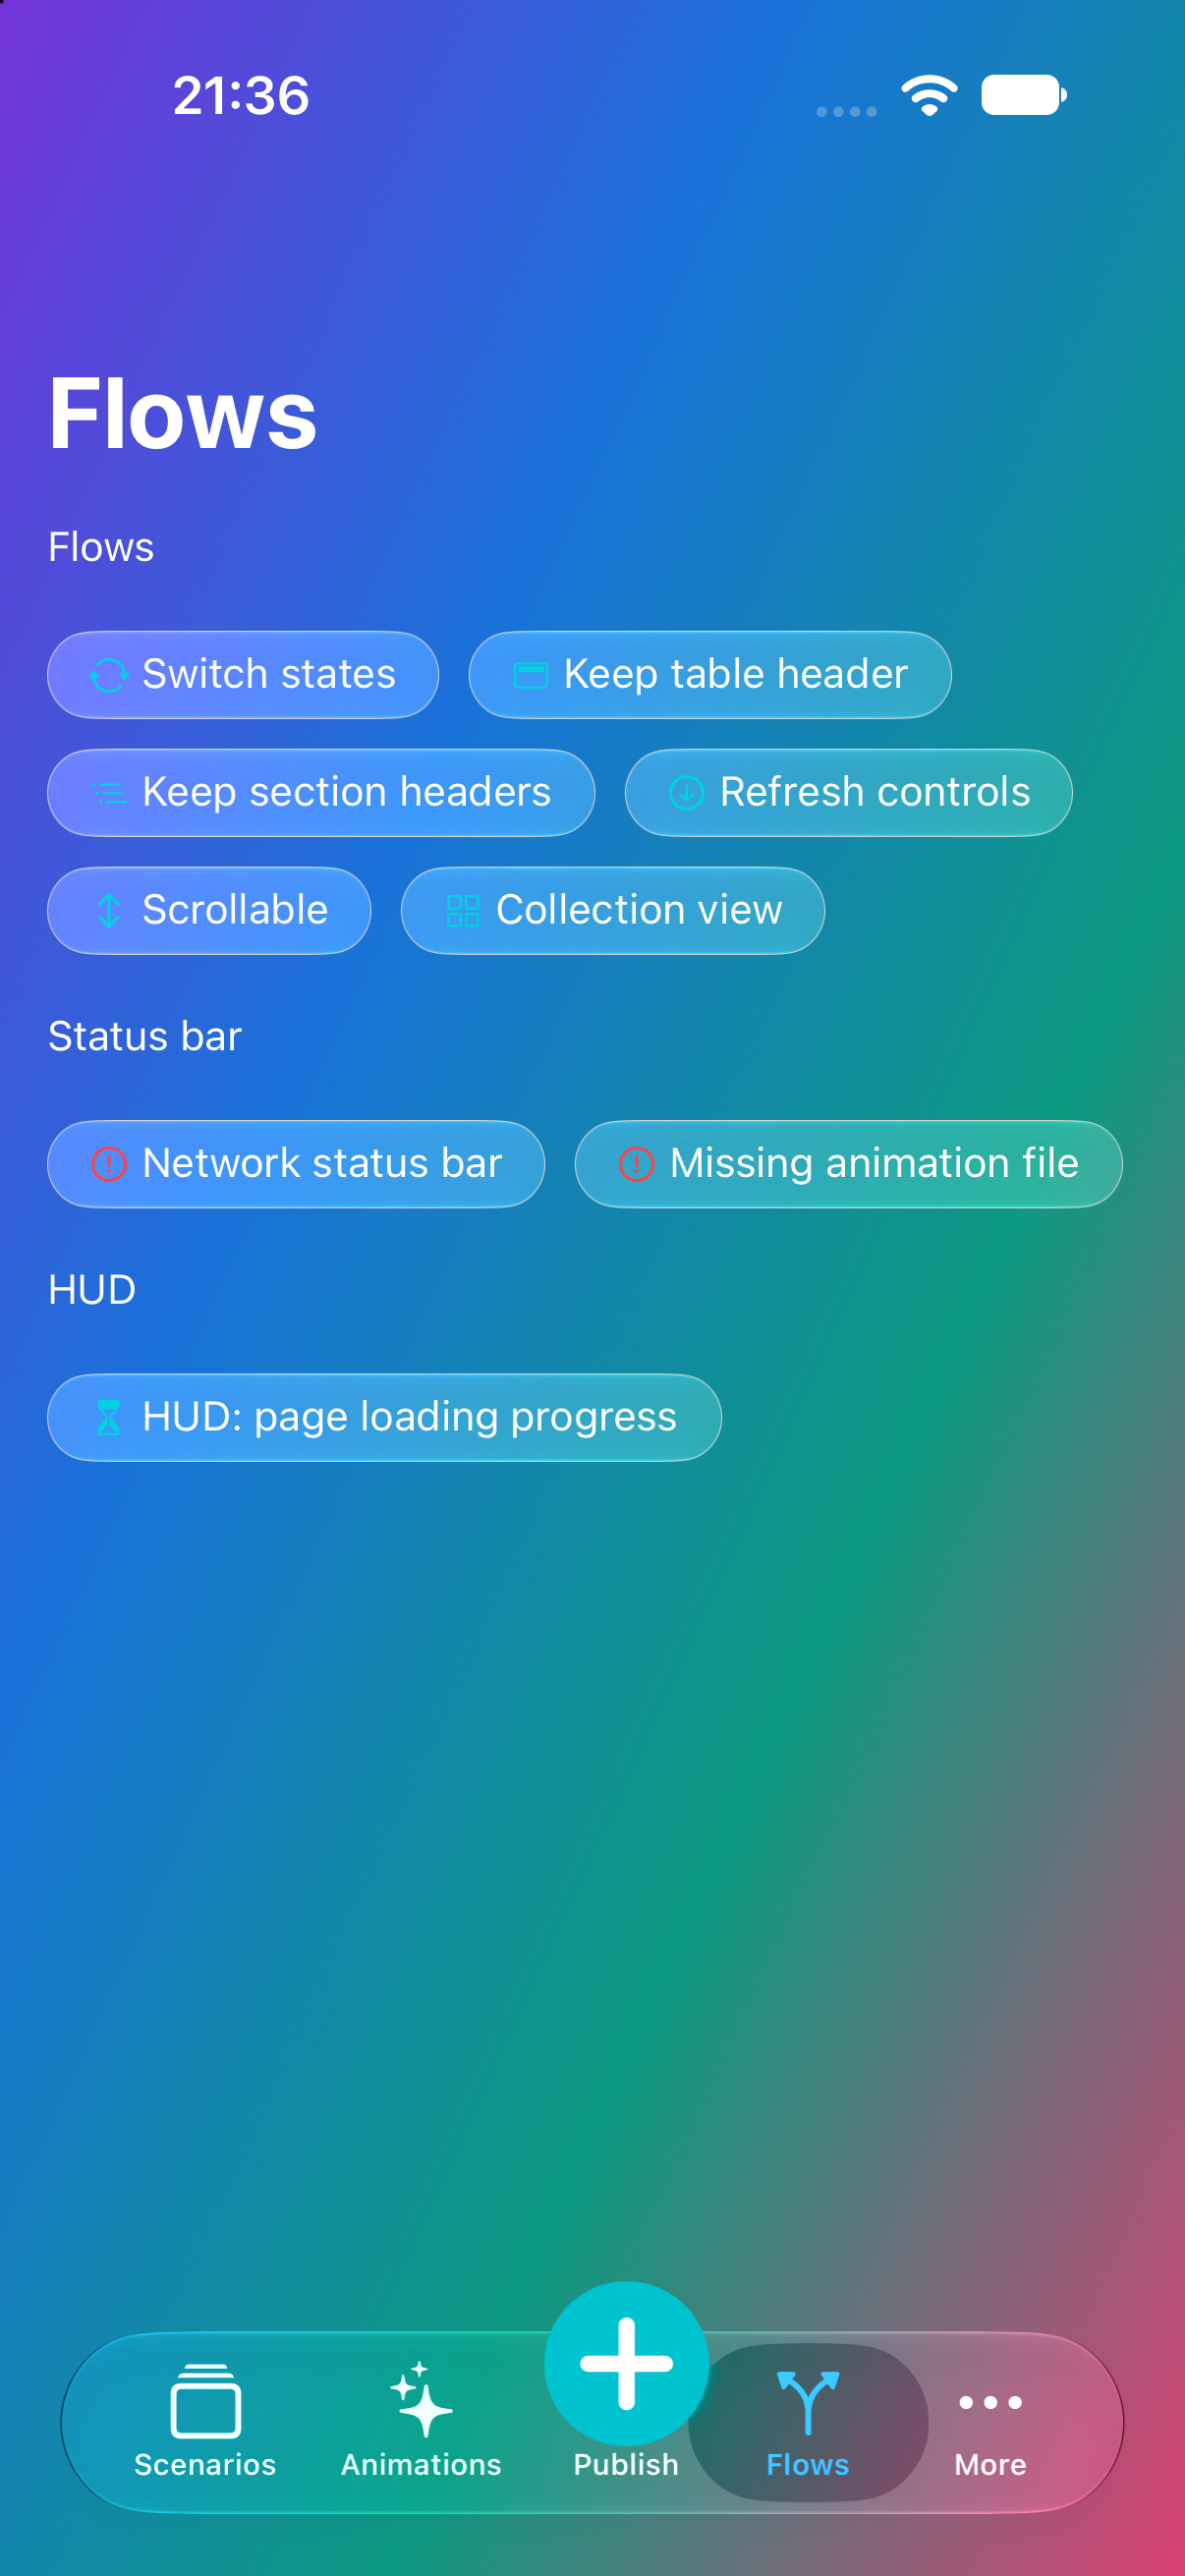 21:36
Flows
Flows
Switch states
Keep table header
Keep section headers
Refresh controls
Scrollable
Collection view
Status bar
Network status bar
Missing animation file
HUD
HUD: page loading progress
Scenarios
Animations
Publish
Flows
More